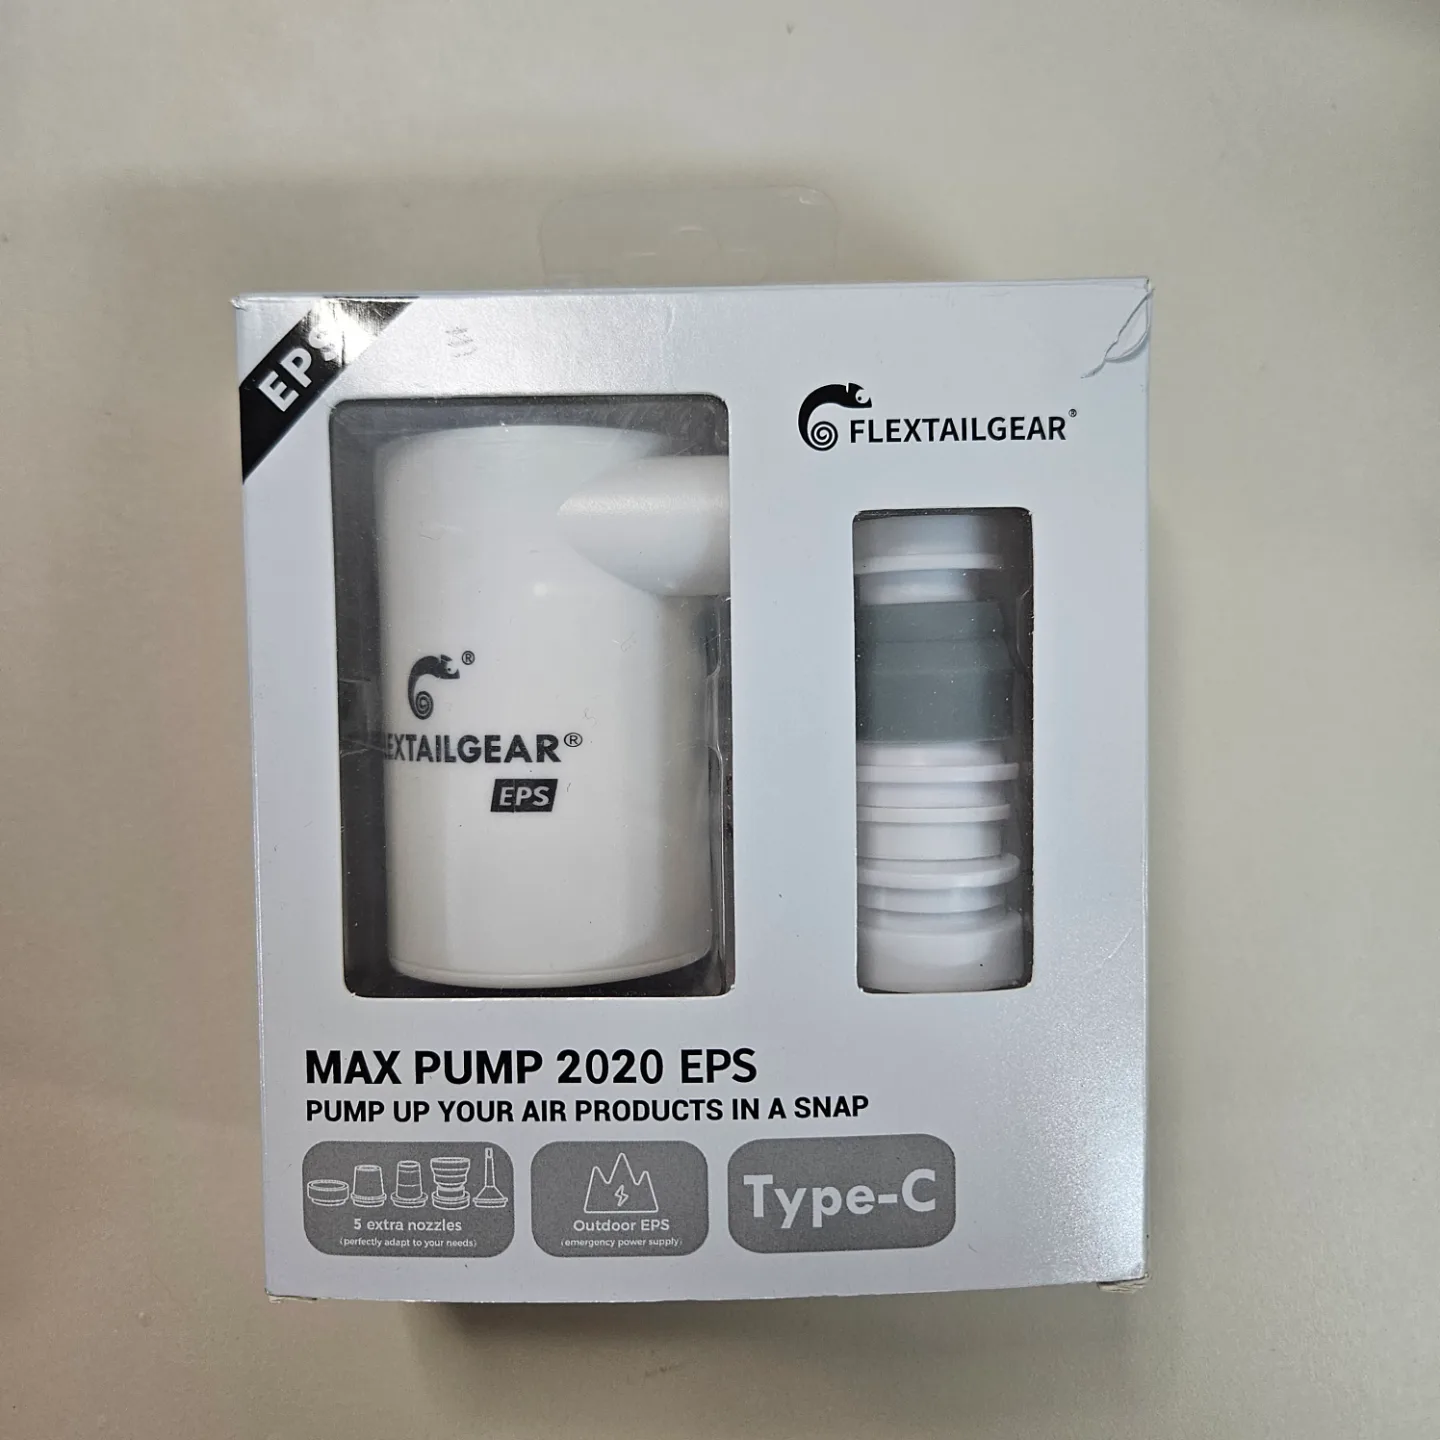 EPS
FLEXTAILGEAR®
®
EXTAILGEAR®
EPS
MAX PUMP 2020 EPS
PUMP UP YOUR AIR PRODUCTS IN A SNAP
5 extra nozzles
(perfectly adapt to your needs)
Outdoor EPS
(emergency power supply)
Type-C